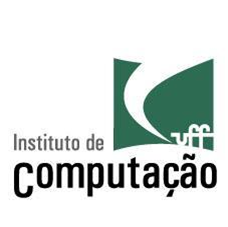 uff
Instituto de
Computação